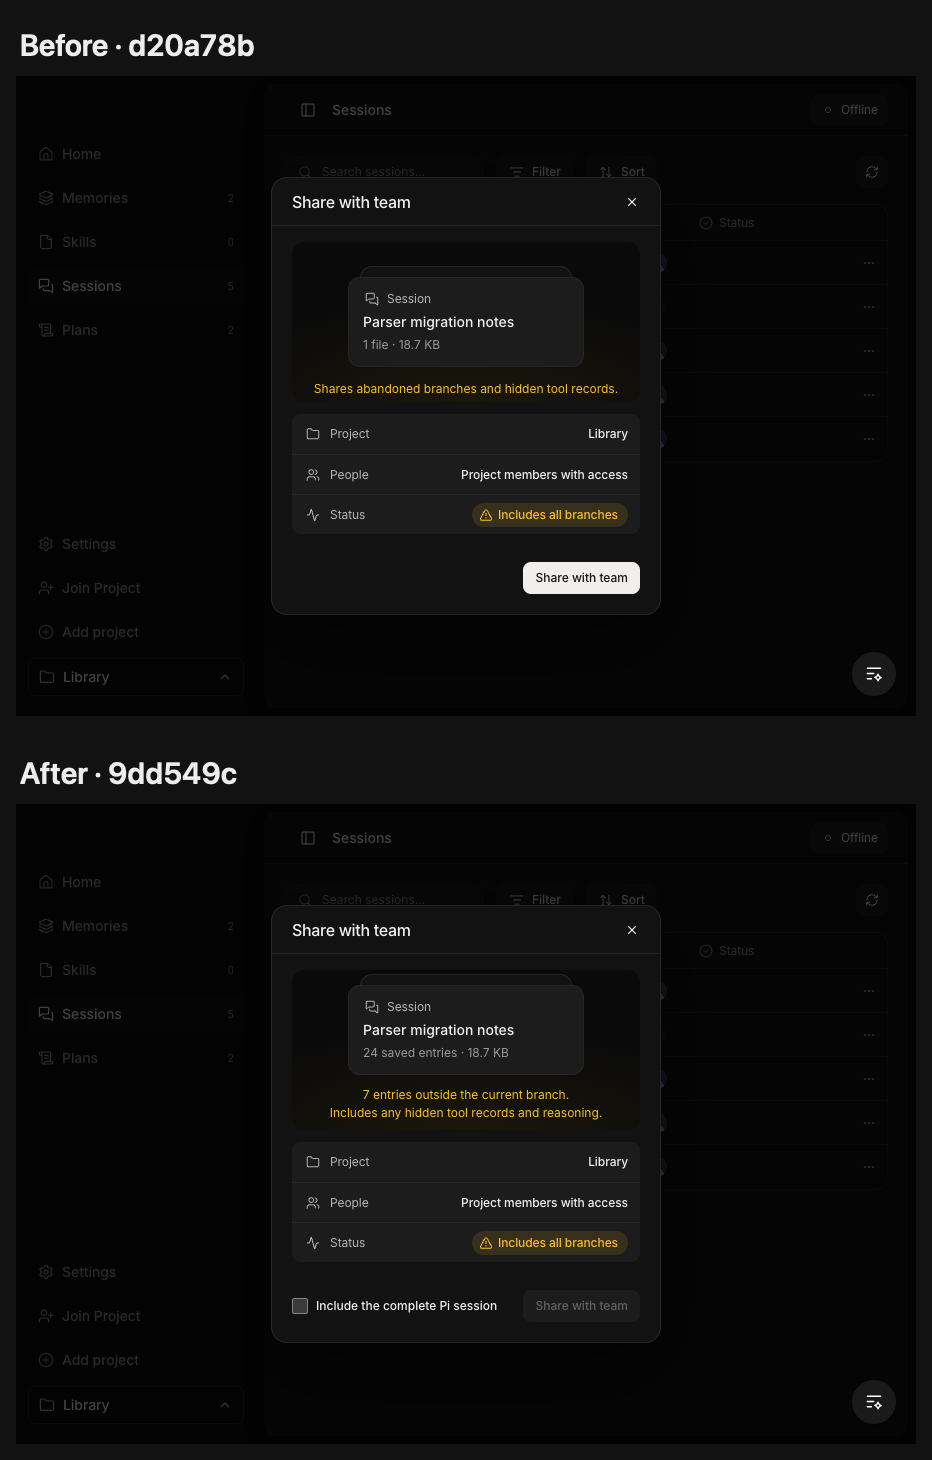 Before · d20a78b
Sessions
Offline
Home
Search sessions...
Filter
Sort
Share with team
Memories 2
Status
Skills 0
Session
Sessions 5
Parser migration notes
Plans 2
1 file · 18.7 KB
Shares abandoned branches and hidden tool records.
Project Library
People Project members with access
Status Includes all branches
Settings
Share with team
Join Project
Add project
Library
After · 9dd549c
Sessions
Offline
Home
Search sessions...
Filter
Sort
Share with team
Memories 2
Status
Skills 0
Session
Sessions 5
Parser migration notes
Plans 2
24 saved entries · 18.7 KB
7 entries outside the current branch.
Includes any hidden tool records and reasoning.
Project Library
People Project members with access
Status Includes all branches
Settings
Include the complete Pi session
Share with team
Join Project
Add project
Library